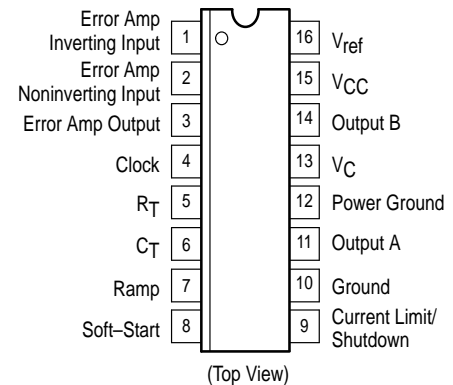 Error Amp
Inverting Input
1
16
Vref
Error Amp
Noninverting Input
2
15
VCC
Error Amp Output
3
14
Output B
Clock
4
13
VC
RT
5
12
Power Ground
CT
6
11
Output A
Ramp
7
10
Ground
Soft–Start
8
9
Current Limit/
Shutdown
(Top View)